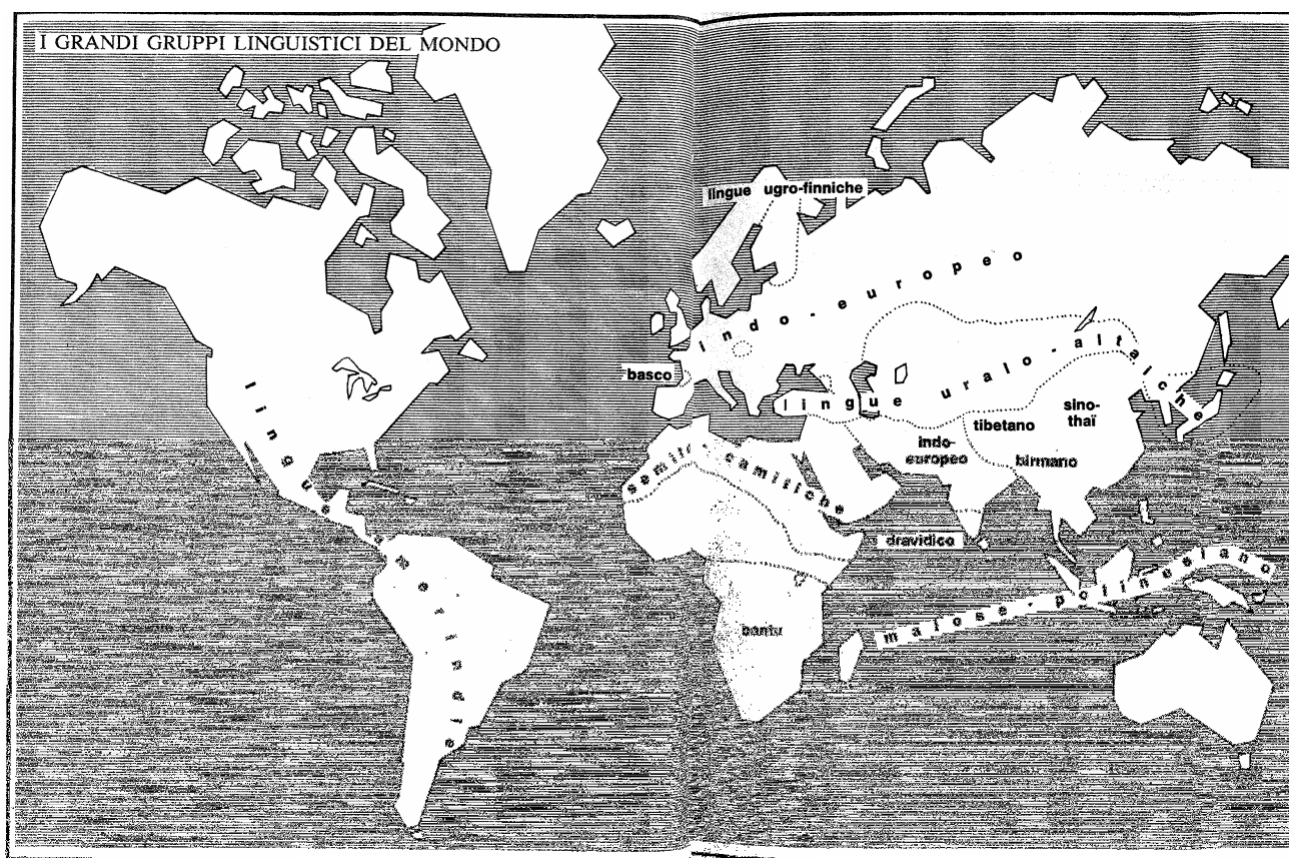 I GRANDI GRUPPI LINGUISTICI DEL MONDO
lingue ugro-finniche
indo-europeo
basco
lingue uralo-altaiche
lingue amerindie
tibetano
sino-
thaï
indo-
europeo
birmano
semito-camitiche
dravidico
malese-polinesiano
bantu